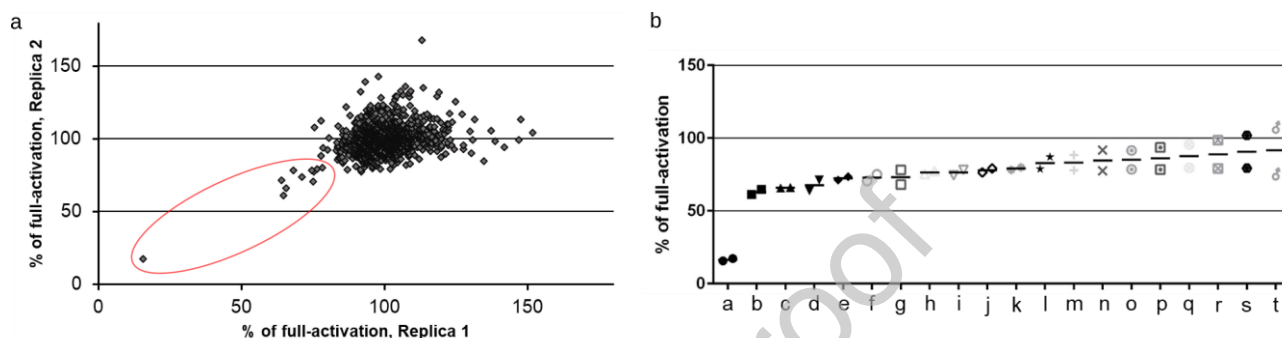 a
% of full-activation, Replica 2
150
100
50
0
0 50 100 150
% of full-activation, Replica 1
b
% of full-activation
150
100
50
0
a b c d e f g h i j k l m n o p q r s t
roof